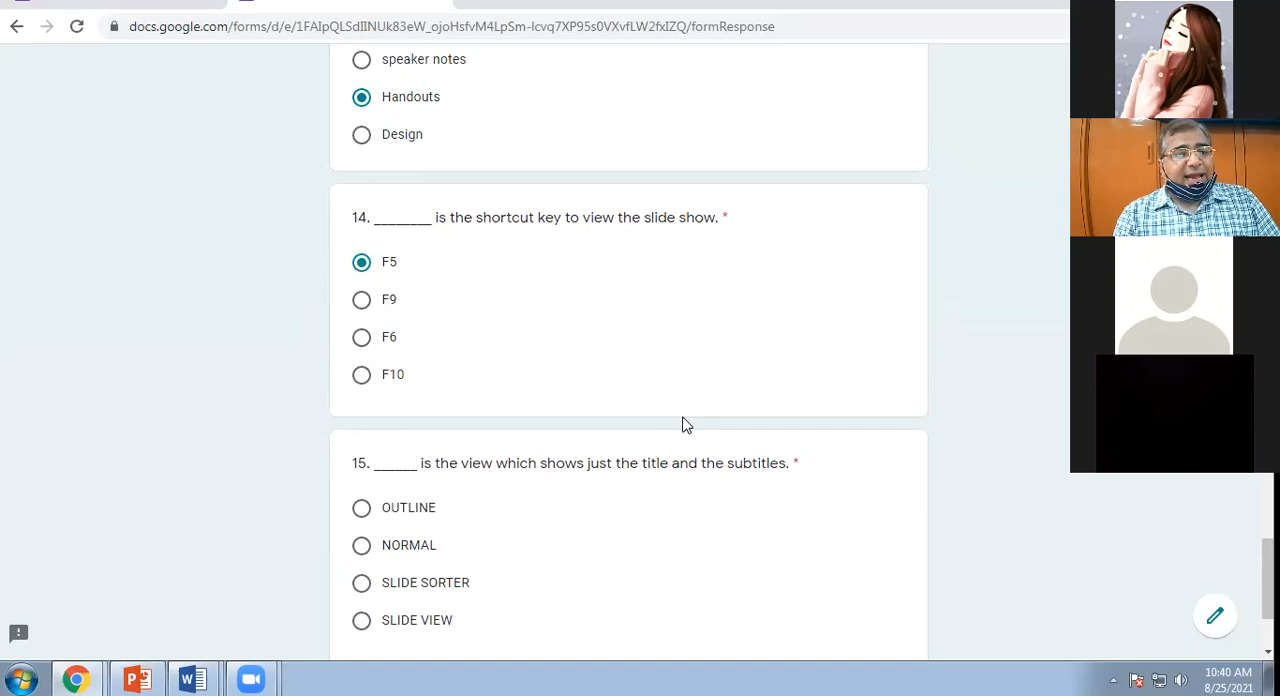 docs.google.com/forms/d/e/1FAIpQLSdIINUk83eW_ojoHsfvM4LpSm-lcvq7XP95s0VXvfLW2fxIZQ/formResponse
speaker notes
Handouts
Design
14. ________ is the shortcut key to view the slide show. *
F5
F9
F6
F10
15. ______ is the view which shows just the title and the subtitles. *
OUTLINE
NORMAL
SLIDE SORTER
SLIDE VIEW
10:40 AM
8/25/2021